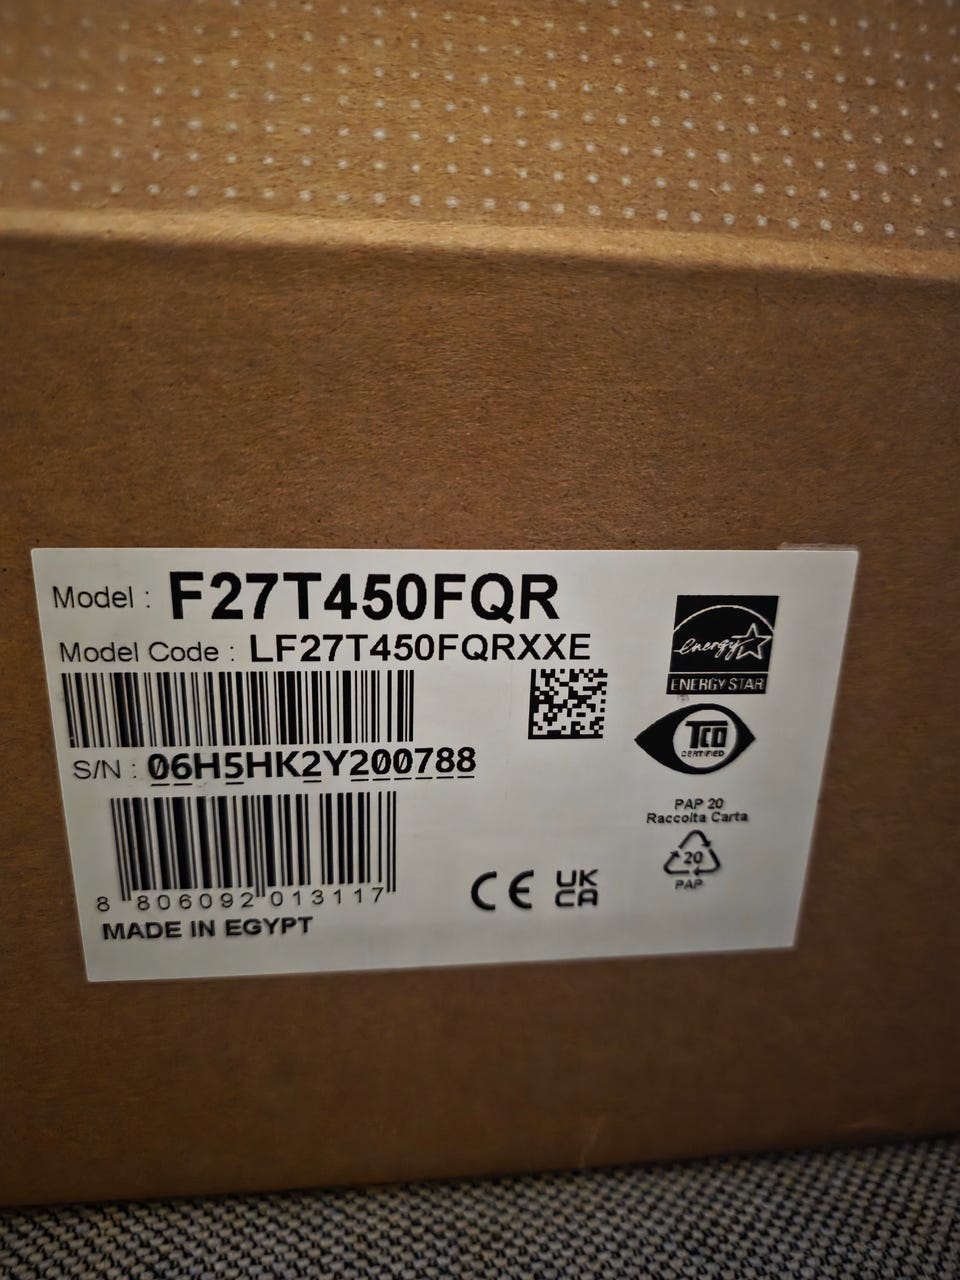 Model : F27T450FQR
Model Code : LF27T450FQRXXE
S/N : 06H5HK2Y200788
8 806092 013117
MADE IN EGYPT
energy
ENERGY STAR
TCO
CERTIFIED
PAP 20
Raccolta Carta
20
PAP
CE
UK
CA